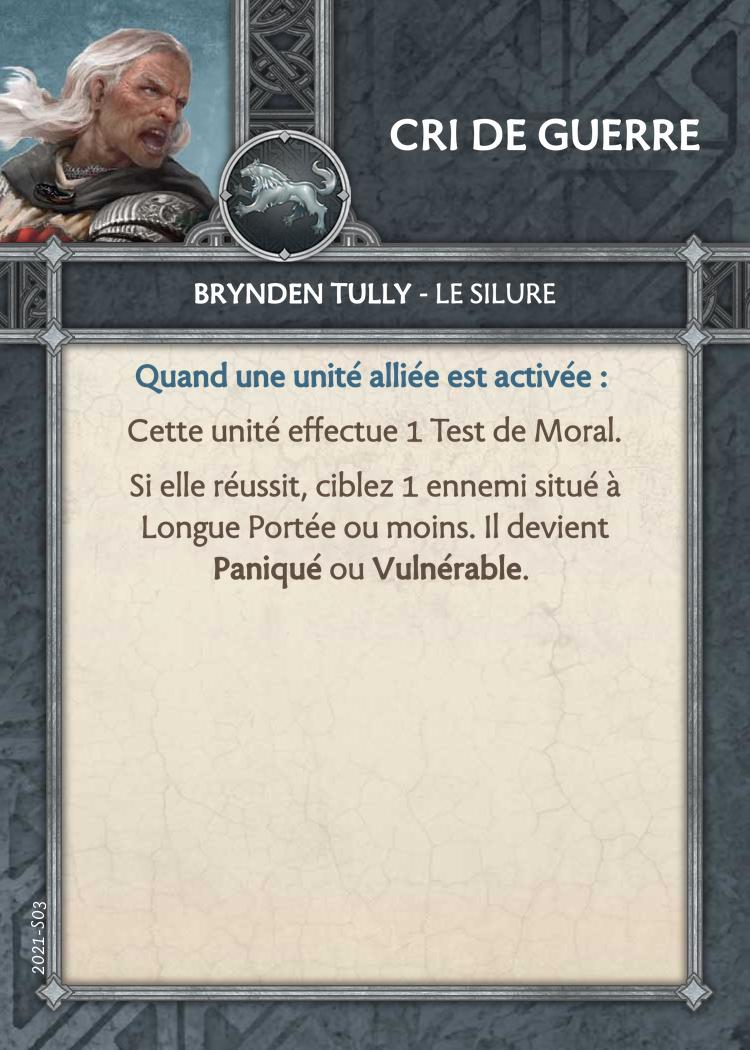 CRI DE GUERRE
BRYNDEN TULLY - LE SILURE
Quand une unité alliée est activée :
Cette unité effectue 1 Test de Moral.
Si elle réussit, ciblez 1 ennemi situé à
Longue Portée ou moins. Il devient
Paniqué ou Vulnérable.
2021-S03